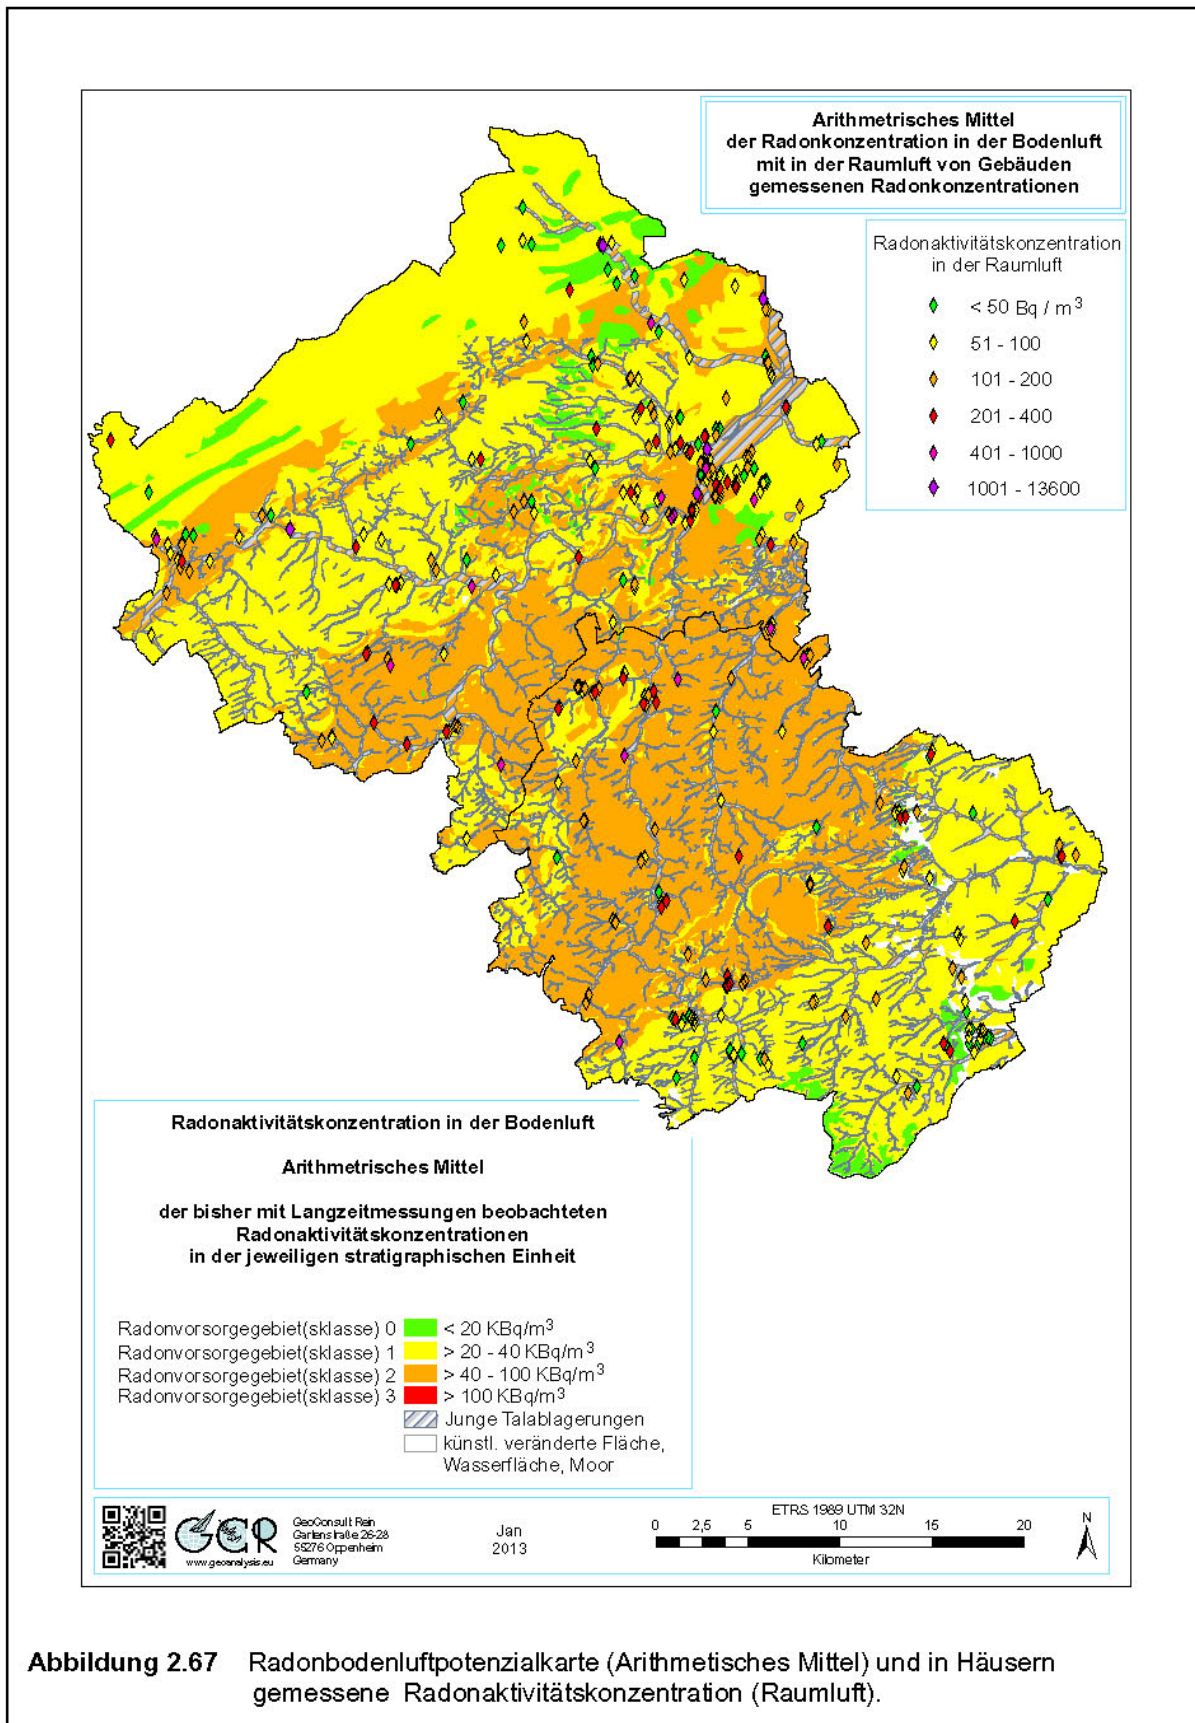 Arithmetrisches Mittel
der Radonkonzentration in der Bodenluft
mit in der Raumluft von Gebäuden
gemessenen Radonkonzentrationen
Radonaktivitätskonzentration
in der Raumluft
< 50 Bq / m³
51 - 100
101 - 200
201 - 400
401 - 1000
1001 - 13600
Radonaktivitätskonzentration in der Bodenluft
Arithmetrisches Mittel
der bisher mit Langzeitmessungen beobachteten
Radonaktivitätskonzentrationen
in der jeweiligen stratigraphischen Einheit
Radonvorsorgegebiet(sklasse) 0 < 20 KBq/m³
Radonvorsorgegebiet(sklasse) 1 > 20 - 40 KBq/m³
Radonvorsorgegebiet(sklasse) 2 > 40 - 100 KBq/m³
Radonvorsorgegebiet(sklasse) 3 > 100 KBq/m³
Junge Talablagerungen
künstl. veränderte Fläche,
Wasserfläche, Moor
GCR
www.geoanalysis.eu
GeoConsult Rein
Gartenstraße 26-28
55276 Oppenheim
Germany
Jan
2013
ETRS 1989 UTM 32N
0 2,5 5 10 15 20
Kilometer
N
Abbildung 2.67 Radonbodenluftpotenzialkarte (Arithmetisches Mittel) und in Häusern
gemessene Radonaktivitätskonzentration (Raumluft).